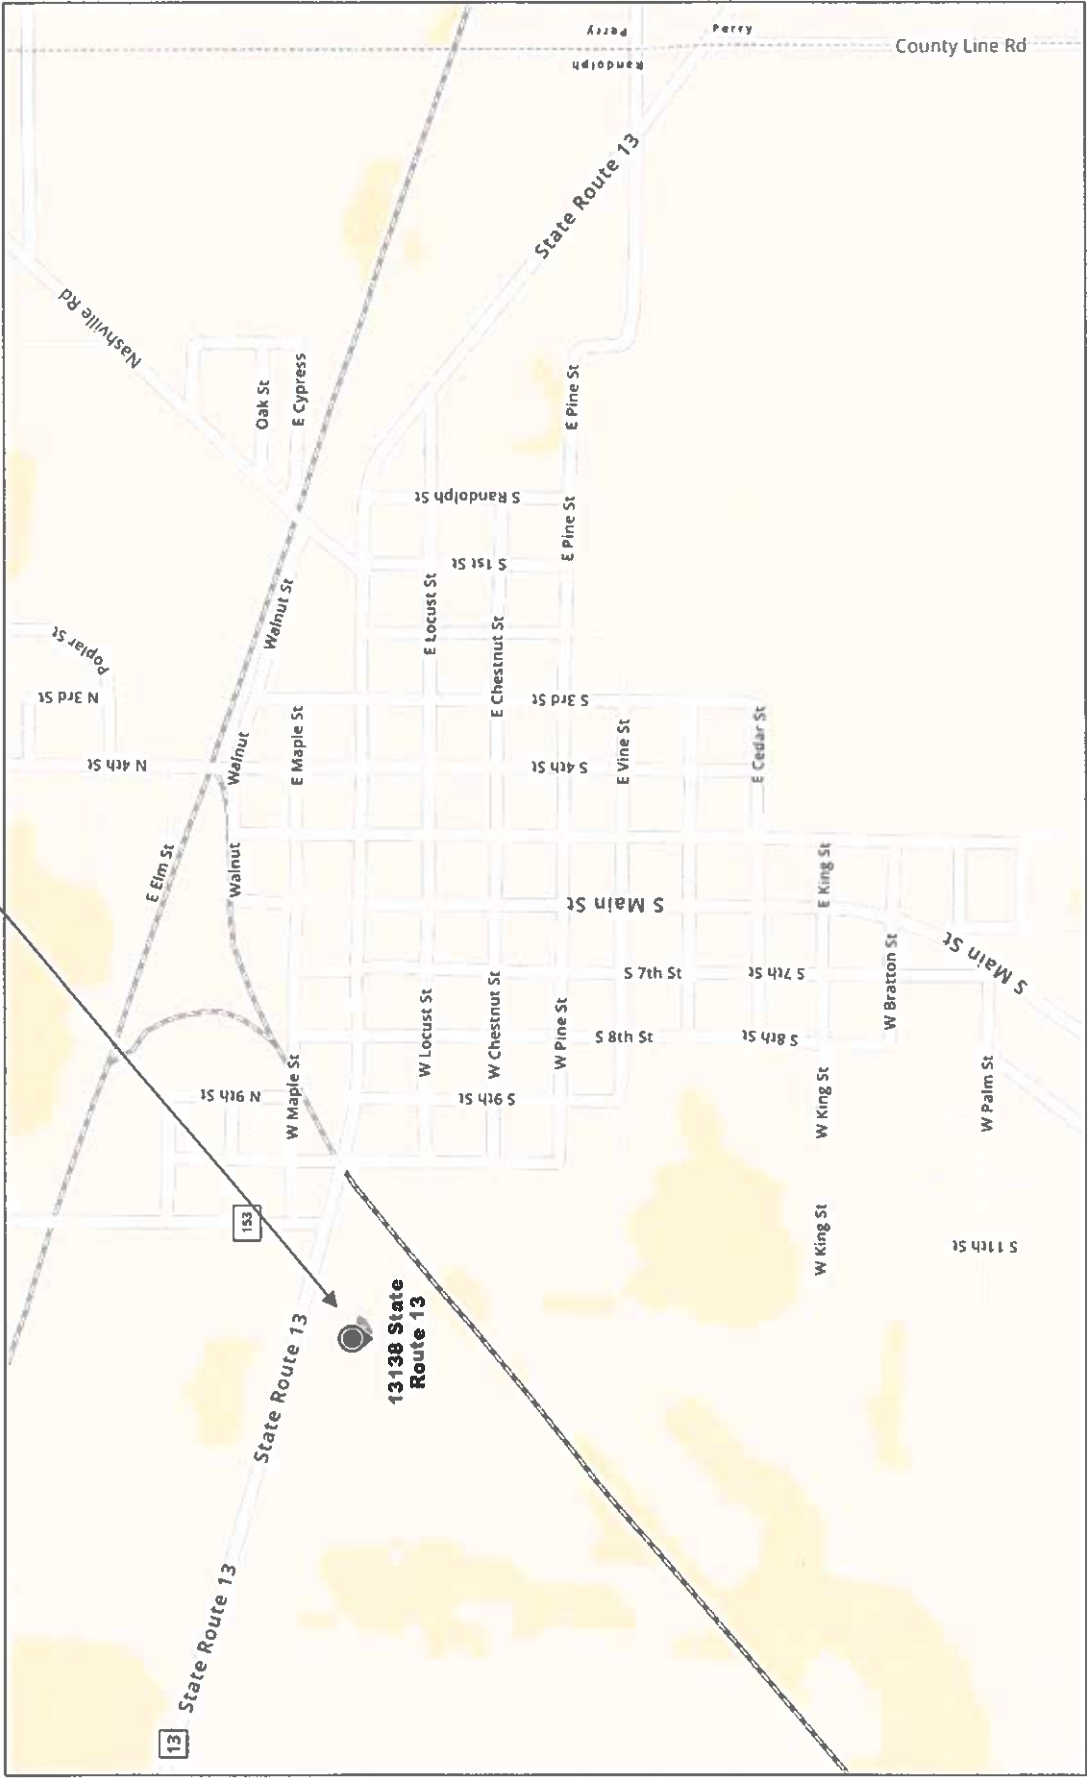 Perry
Perry
Randolph
County Line Rd
State Route 13
Nashville Rd
Oak St
E Cypress
E Pine St
S Randolph St
E Pine St
S 1st St
E Locust St
Walnut St
Poplar St
E Chestnut St
N 3rd St
S 3rd St
E Maple St
Walnut
N 4th St
S 4th St
E Vine St
E Cedar St
E Elm St
Walnut
E King St
S Main St
S Main St
S 7th St
S 7th St
W Bratton St
W Locust St
W Chestnut St
W Pine St
S 8th St
S 8th St
W Maple St
N 9th St
S 9th St
W King St
W Palm St
153
W King St
S 11th St
13138 State
Route 13
State Route 13
State Route 13
13